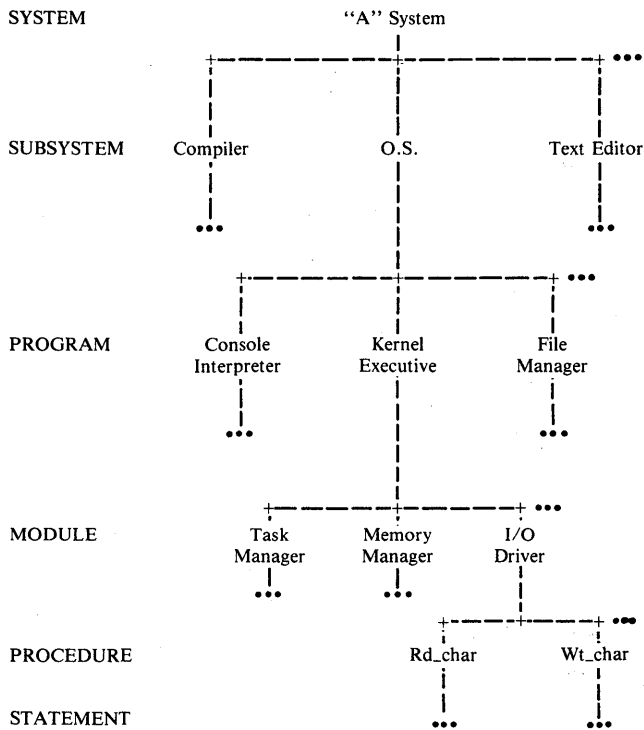 SYSTEM “A” System
SUBSYSTEM Compiler O.S. Text Editor
PROGRAM Console Kernel File
Interpreter Executive Manager
MODULE Task Memory I/O
Manager Manager Driver
PROCEDURE Rd_char Wt_char
STATEMENT